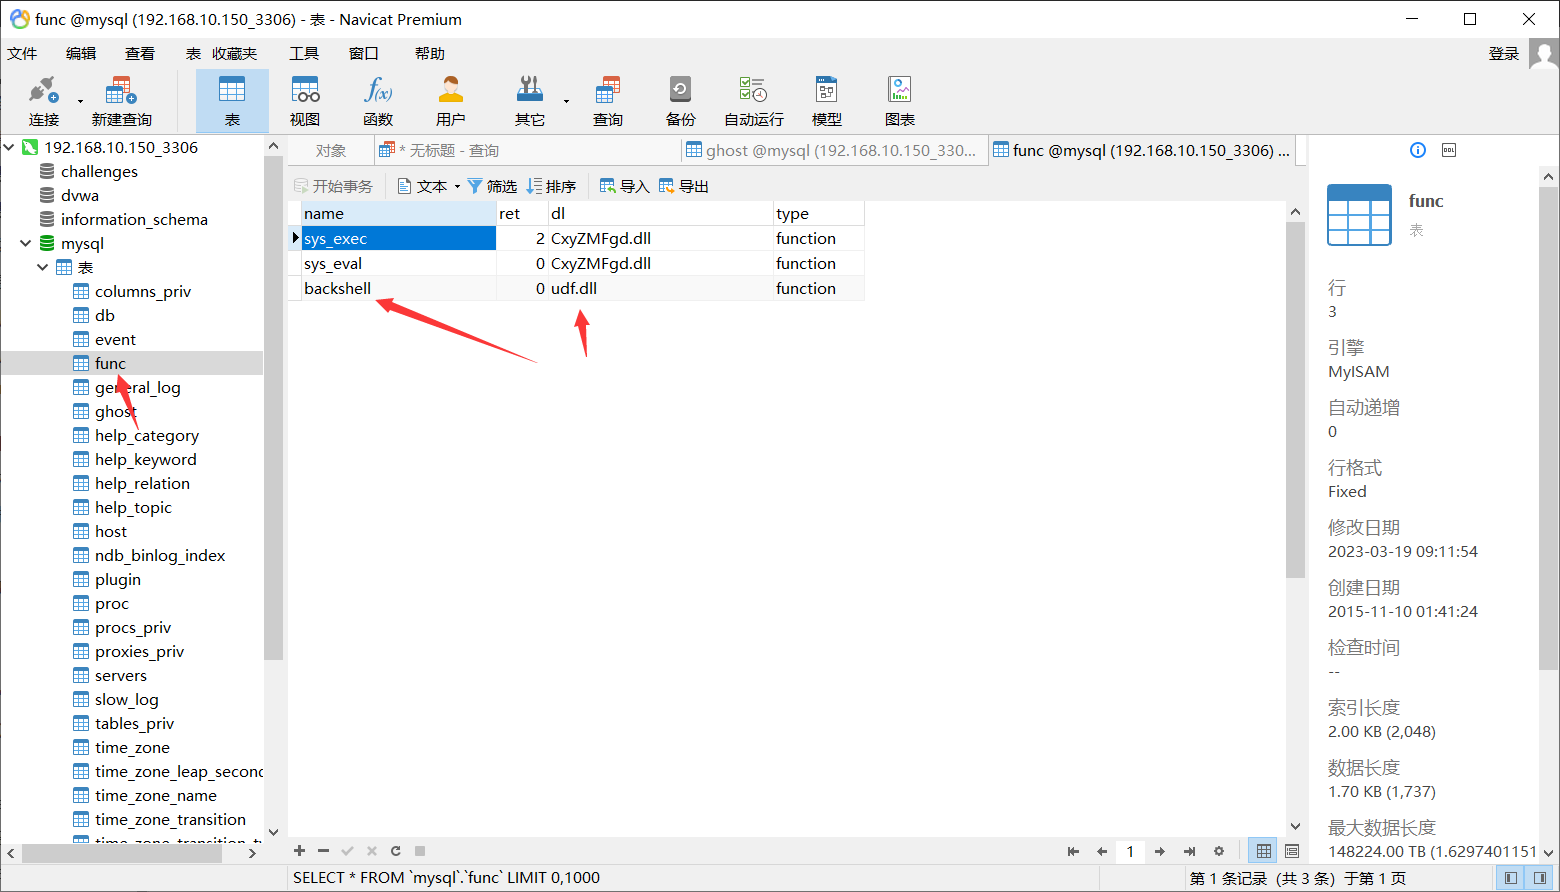 func @mysql (192.168.10.150_3306) - 表 - Navicat Premium
文件 编辑 查看 表 收藏夹 工具 窗口 帮助 登录
连接 新建查询 表 视图 函数 用户 其它 查询 备份 自动运行 模型 图表
f(x)
192.168.10.150_3306
challenges
dvwa
information_schema
mysql
表
columns_priv
db
event
func
general_log
ghost
help_category
help_keyword
help_relation
help_topic
host
ndb_binlog_index
plugin
proc
procs_priv
proxies_priv
servers
slow_log
tables_priv
time_zone
time_zone_leap_second
time_zone_name
time_zone_transition
对象 * 无标题 - 查询 ghost @mysql (192.168.10.150_330... func @mysql (192.168.10.150_3306) ...
开始事务 文本 筛选 排序 导入 导出
name ret dl type
sys_exec 2 CxyZMFgd.dll function
sys_eval 0 CxyZMFgd.dll function
backshell 0 udf.dll function
1
DDL
func
表
行
3
引擎
MyISAM
自动递增
0
行格式
Fixed
修改日期
2023-03-19 09:11:54
创建日期
2015-11-10 01:41:24
检查时间
--
索引长度
2.00 KB (2,048)
数据长度
1.70 KB (1,737)
最大数据长度
148224.00 TB (1.6297401151
SELECT * FROM `mysql`.`func` LIMIT 0,1000
第 1 条记录 (共 3 条) 于第 1 页